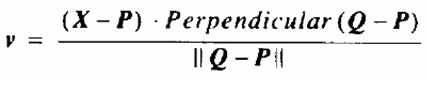 v = (X − P) · Perpendicular (Q − P) / || Q − P ||